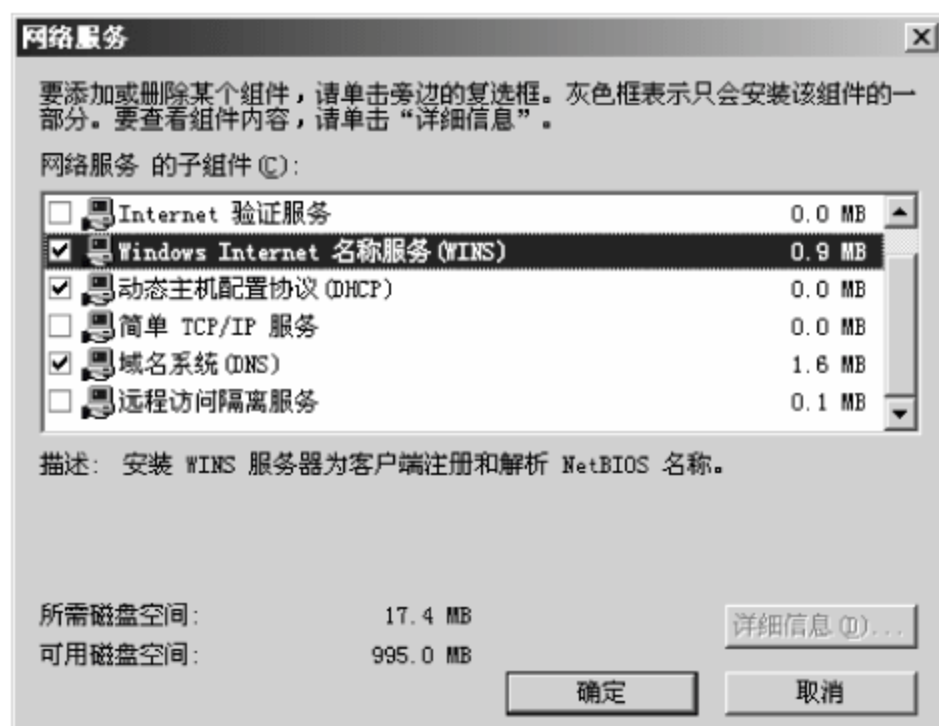 网络服务
要添加或删除某个组件，请单击旁边的复选框。灰色框表示只会安装该组件的一
部分。要查看组件内容，请单击“详细信息”。
网络服务 的子组件(C):
Internet 验证服务 0.0 MB
Windows Internet 名称服务(WINS) 0.9 MB
动态主机配置协议(DHCP) 0.0 MB
简单 TCP/IP 服务 0.0 MB
域名系统(DNS) 1.6 MB
远程访问隔离服务 0.1 MB
描述: 安装 WINS 服务器为客户端注册和解析 NetBIOS 名称。
所需磁盘空间: 17.4 MB
详细信息(D)...
可用磁盘空间: 995.0 MB
确定 取消